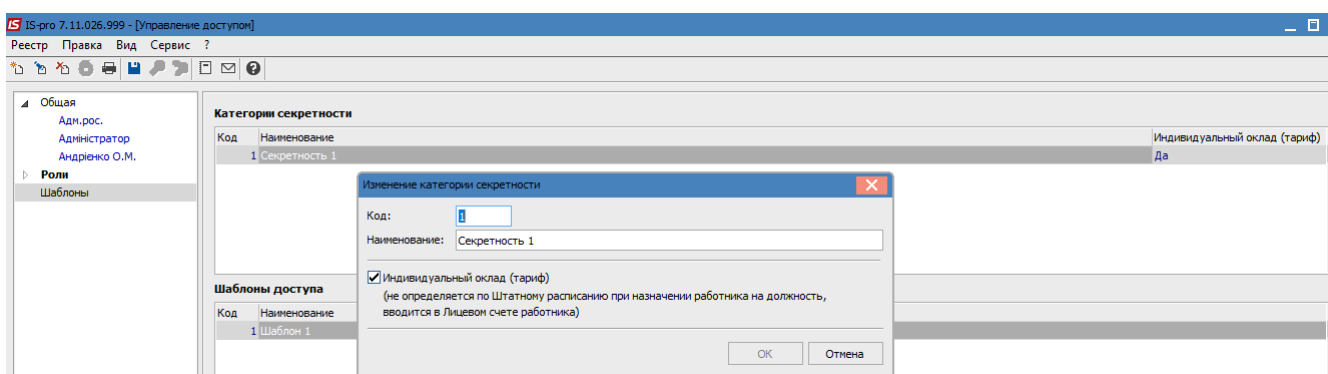 IS-pro 7.11.026.999 - [Управление доступом]
Реестр Правка Вид Сервис ?
Общая
Адм.рос.
Адміністратор
Андрієнко О.М.
Роли
Шаблоны
Категории секретности
Код Наименование Индивидуальный оклад (тариф)
1 Секретность 1 Да
Изменение категории секретности
Код: 1
Наименование: Секретность 1
Индивидуальный оклад (тариф)
(не определяется по Штатному расписанию при назначении работника на должность,
вводится в Лицевом счете работника)
ОК Отмена
Шаблоны доступа
Код Наименование
1 Шаблон 1